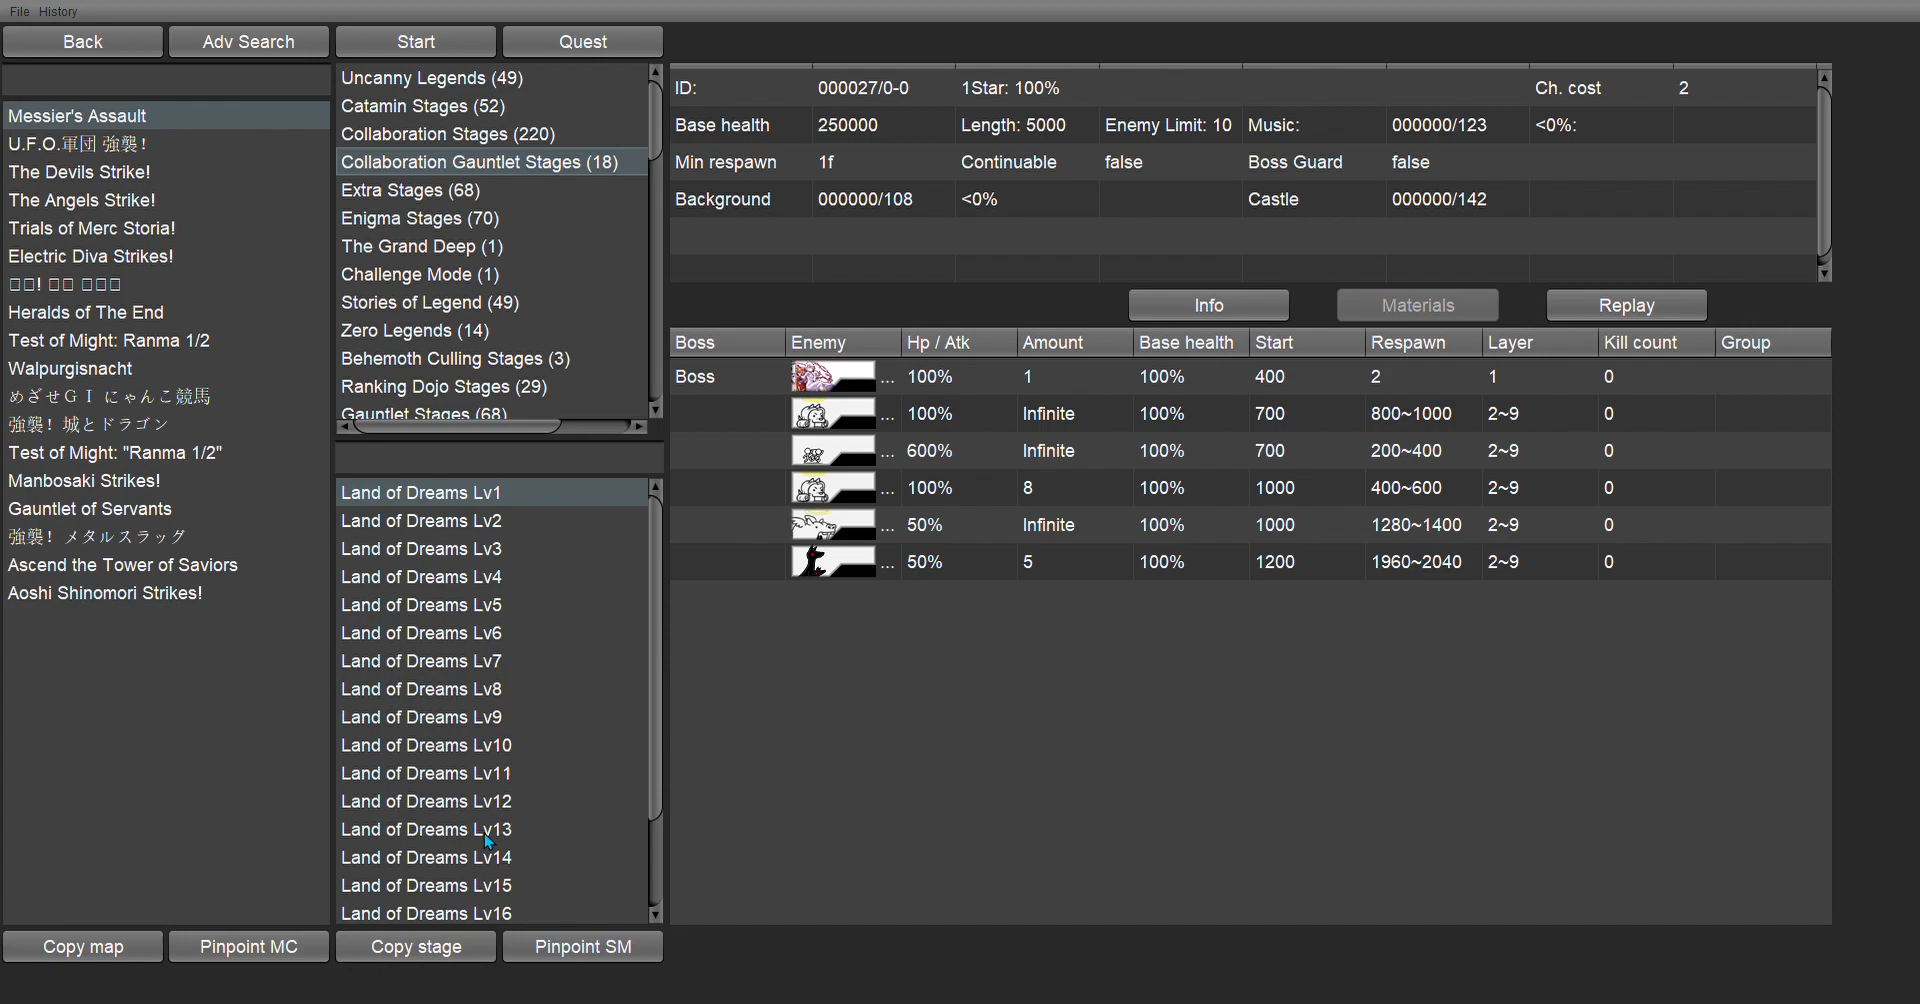 File History
Back Adv Search Start Quest
Messier's Assault
U.F.O.軍団 強襲!
The Devils Strike!
The Angels Strike!
Trials of Merc Storia!
Electric Diva Strikes!
Heralds of The End
Test of Might: Ranma 1/2
Walpurgisnacht
めざせGI にゃんこ競馬
強襲! 城とドラゴン
Test of Might: "Ranma 1/2"
Manbosaki Strikes!
Gauntlet of Servants
強襲! メタルスラッグ
Ascend the Tower of Saviors
Aoshi Shinomori Strikes!
Uncanny Legends (49)
Catamin Stages (52)
Collaboration Stages (220)
Collaboration Gauntlet Stages (18)
Extra Stages (68)
Enigma Stages (70)
The Grand Deep (1)
Challenge Mode (1)
Stories of Legend (49)
Zero Legends (14)
Behemoth Culling Stages (3)
Ranking Dojo Stages (29)
Gauntlet Stages (68)
Land of Dreams Lv1
Land of Dreams Lv2
Land of Dreams Lv3
Land of Dreams Lv4
Land of Dreams Lv5
Land of Dreams Lv6
Land of Dreams Lv7
Land of Dreams Lv8
Land of Dreams Lv9
Land of Dreams Lv10
Land of Dreams Lv11
Land of Dreams Lv12
Land of Dreams Lv13
Land of Dreams Lv14
Land of Dreams Lv15
Land of Dreams Lv16
ID: 000027/0-0 1Star: 100% Ch. cost 2
Base health 250000 Length: 5000 Enemy Limit: 10 Music: 000000/123 <0%:
Min respawn 1f Continuable false Boss Guard false
Background 000000/108 <0% Castle 000000/142
Info Materials Replay
Boss Enemy Hp / Atk Amount Base health Start Respawn Layer Kill count Group
Boss ... 100% 1 100% 400 2 1 0
... 100% Infinite 100% 700 800~1000 2~9 0
... 600% Infinite 100% 700 200~400 2~9 0
... 100% 8 100% 1000 400~600 2~9 0
... 50% Infinite 100% 1000 1280~1400 2~9 0
... 50% 5 100% 1200 1960~2040 2~9 0
Copy map Pinpoint MC Copy stage Pinpoint SM